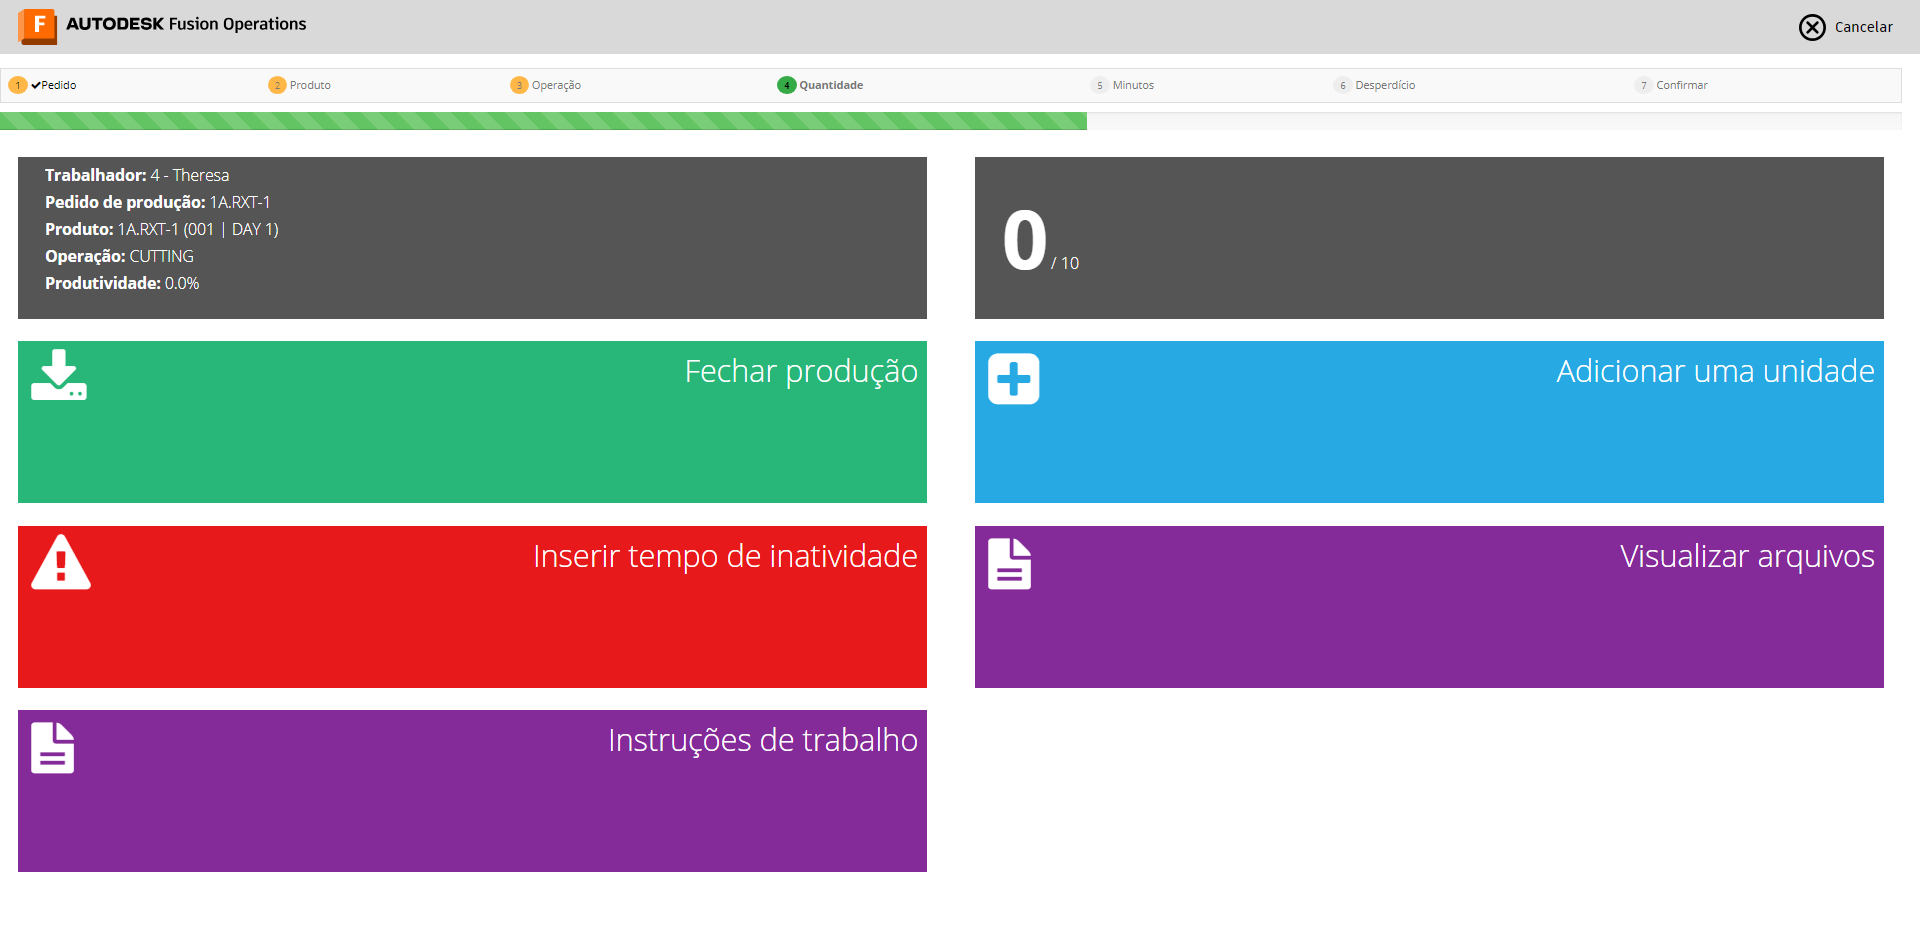 F AUTODESK Fusion Operations
Cancelar
1 Pedido
2 Produto
3 Operação
4 Quantidade
5 Minutos
6 Desperdício
7 Confirmar
Trabalhador: 4 - Theresa
Pedido de produção: 1A.RXT-1
Produto: 1A.RXT-1 (001 | DAY 1)
Operação: CUTTING
Produtividade: 0.0%
0 / 10
Fechar produção
Adicionar uma unidade
Inserir tempo de inatividade
Visualizar arquivos
Instruções de trabalho